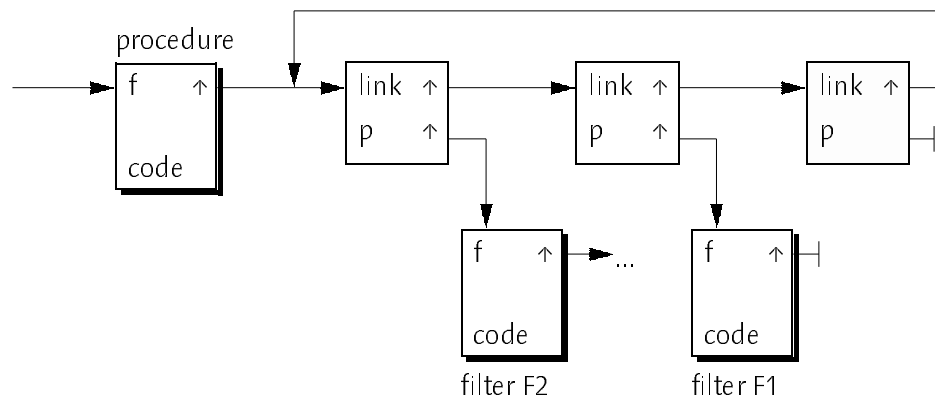 procedure
f ↑
code
link ↑
p ↑
link ↑
p ↑
link ↑
p
f ↑
code
filter F2
...
f ↑
code
filter F1